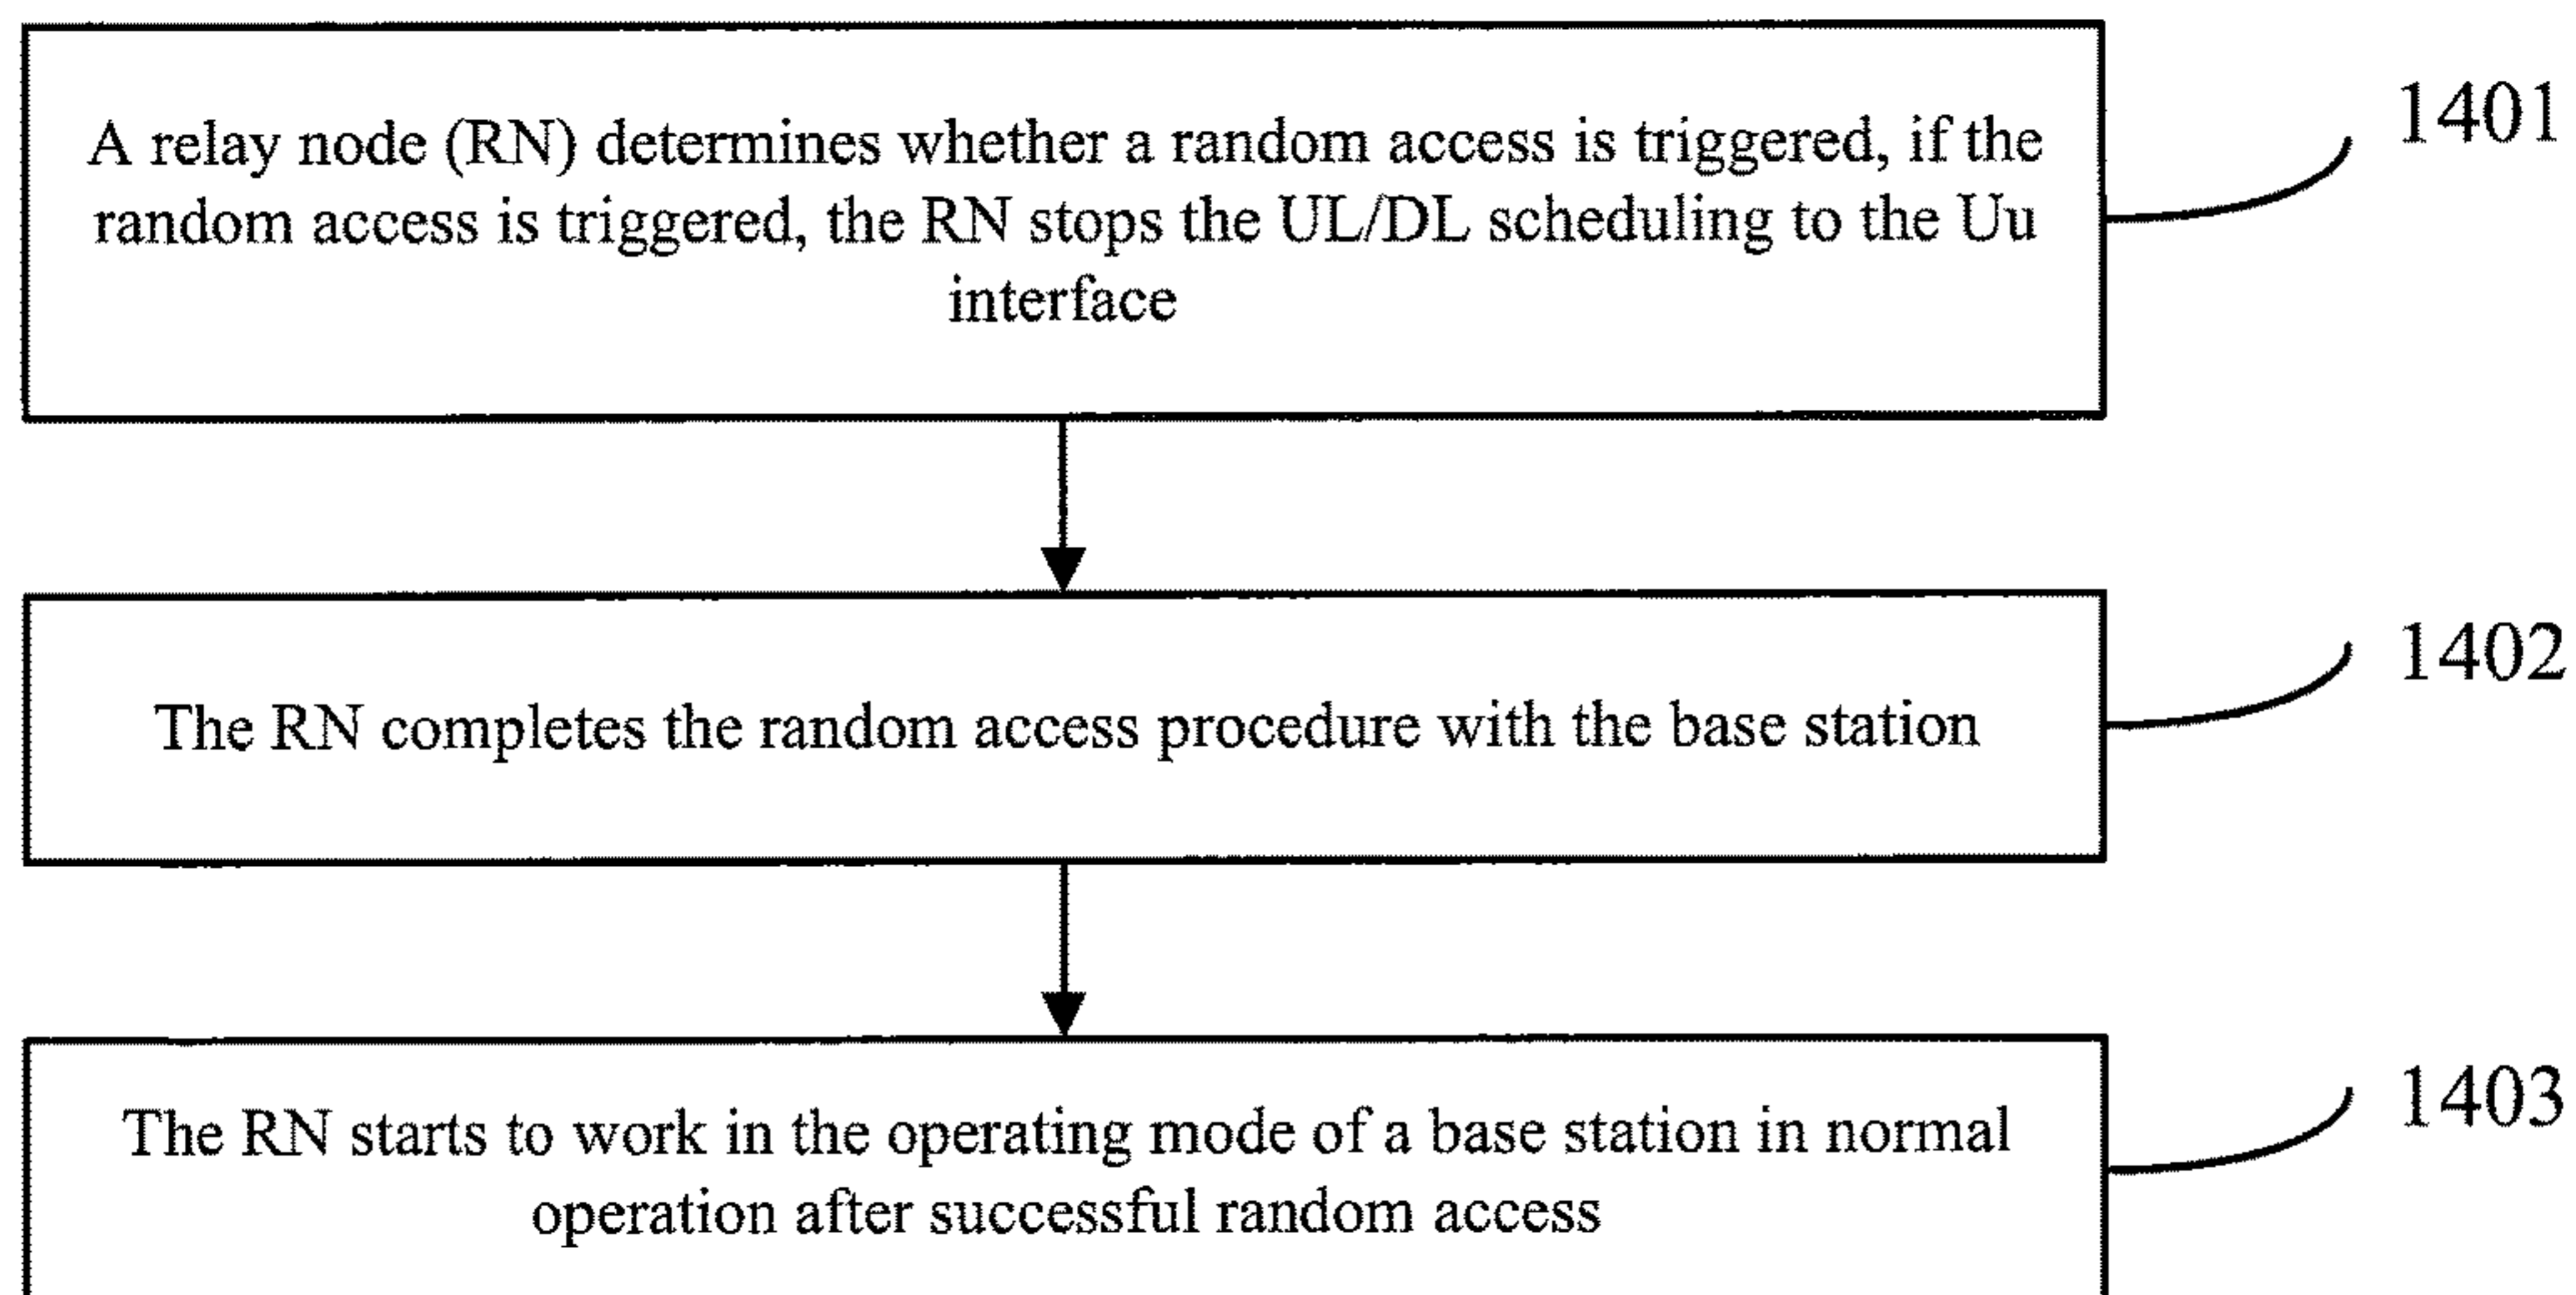 A relay node (RN) determines whether a random access is triggered, if the
random access is triggered, the RN stops the UL/DL scheduling to the Uu
interface
1401
The RN completes the random access procedure with the base station
1402
The RN starts to work in the operating mode of a base station in normal
operation after successful random access
1403